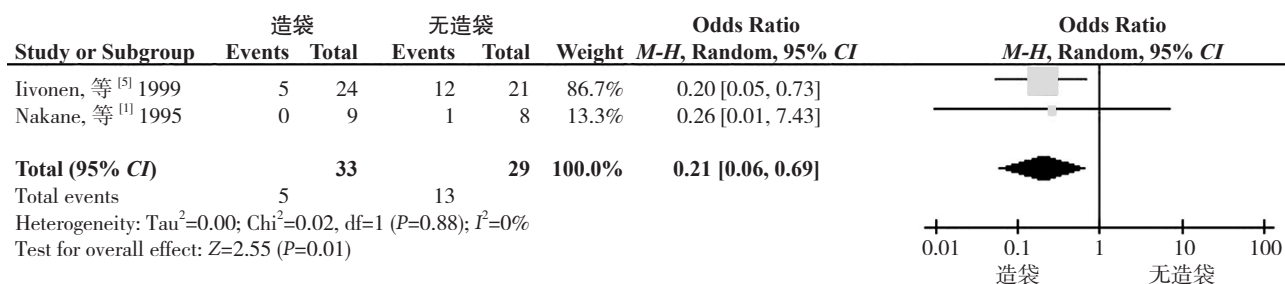 造袋 无造袋 Odds Ratio Odds Ratio
Study or Subgroup Events Total Events Total Weight M-H, Random, 95% CI M-H, Random, 95% CI
Iivonen, 等 [5] 1999 5 24 12 21 86.7% 0.20 [0.05, 0.73]
Nakane, 等 [1] 1995 0 9 1 8 13.3% 0.26 [0.01, 7.43]
Total (95% CI) 33 29 100.0% 0.21 [0.06, 0.69]
Total events 5 13
Heterogeneity: Tau²=0.00; Chi²=0.02, df=1 (P=0.88); I²=0%
Test for overall effect: Z=2.55 (P=0.01)
0.01 0.1 1 10 100
造袋 无造袋